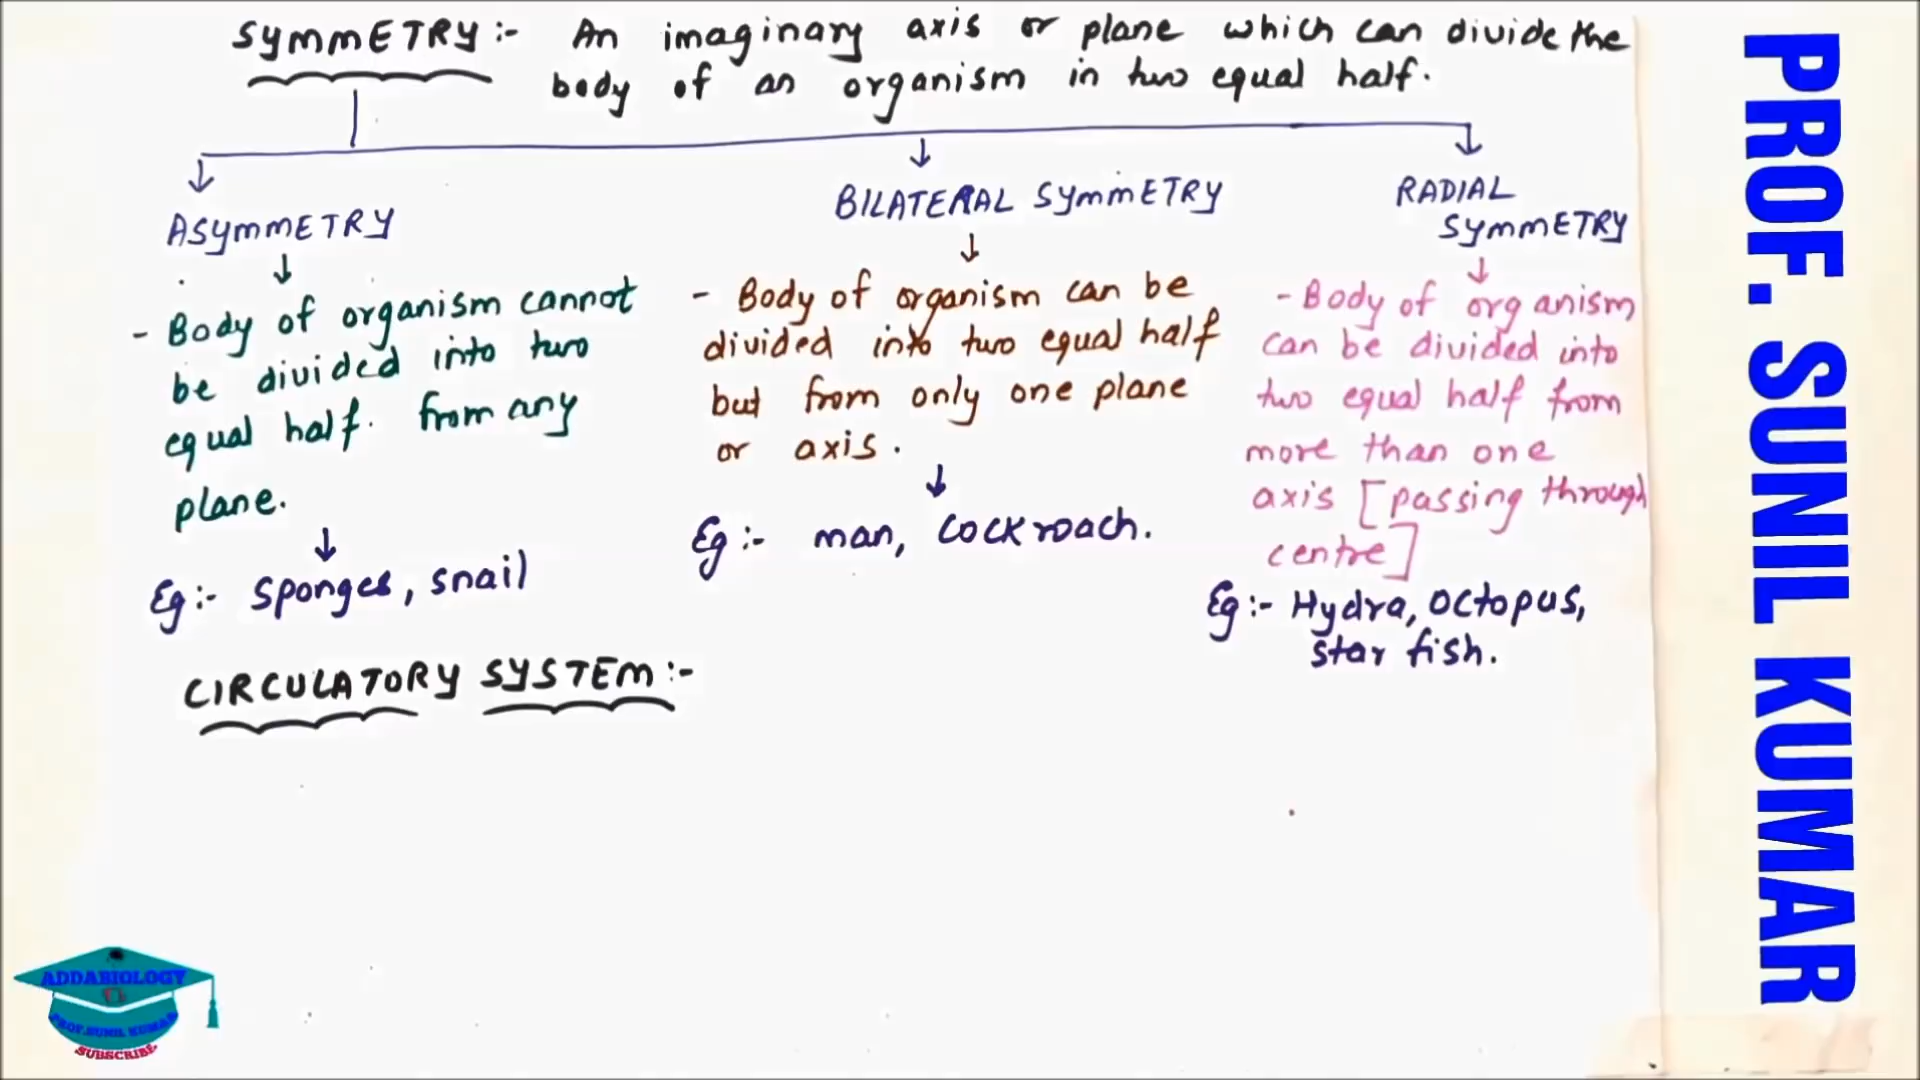 SYMMETRY :- An imaginary axis or plane which can divide the
body of an organism in two equal half.
ASYMMETRY
- Body of organism cannot
be divided into two
equal half. from any
plane.
Eg :- Sponges, snail
BILATERAL SYMMETRY
- Body of organism can be
divided into two equal half
but from only one plane
or axis.
Eg :- man, cockroach.
RADIAL
SYMMETRY
- Body of organism
can be divided into
two equal half from
more than one
axis [passing through
centre]
Eg :- Hydra, Octopus,
star fish.
CIRCULATORY SYSTEM :-
PROF. SUNIL KUMAR
ADDABIOLOGY
PROF.SUNIL KUMAR
SUBSCRIBE